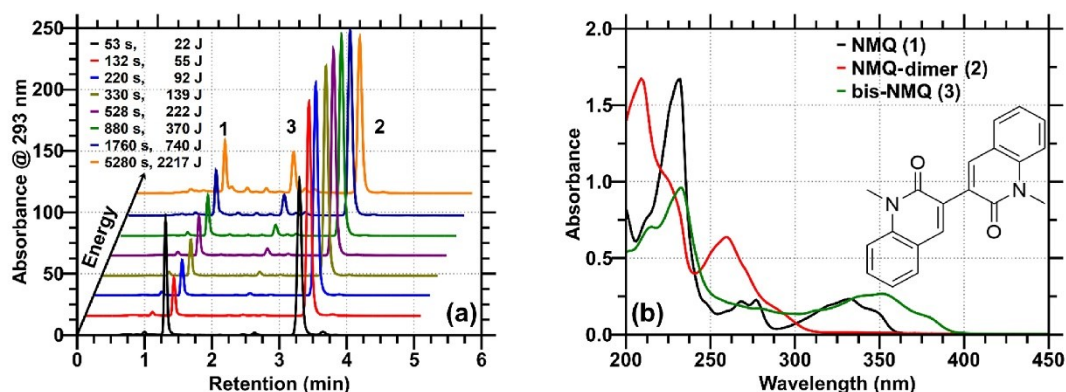 250
200
150
100
50
0
Absorbance @ 293 nm
53 s, 22 J
132 s, 55 J
220 s, 92 J
330 s, 139 J
528 s, 222 J
880 s, 370 J
1760 s, 740 J
5280 s, 2217 J
Energy
1
3
2
(a)
0 1 2 3 4 5 6
Retention (min)
2.0
1.5
1.0
0.5
0.0
Absorbance
NMQ (1)
NMQ-dimer (2)
bis-NMQ (3)
O
N
N
O
(b)
200 250 300 350 400 450
Wavelength (nm)